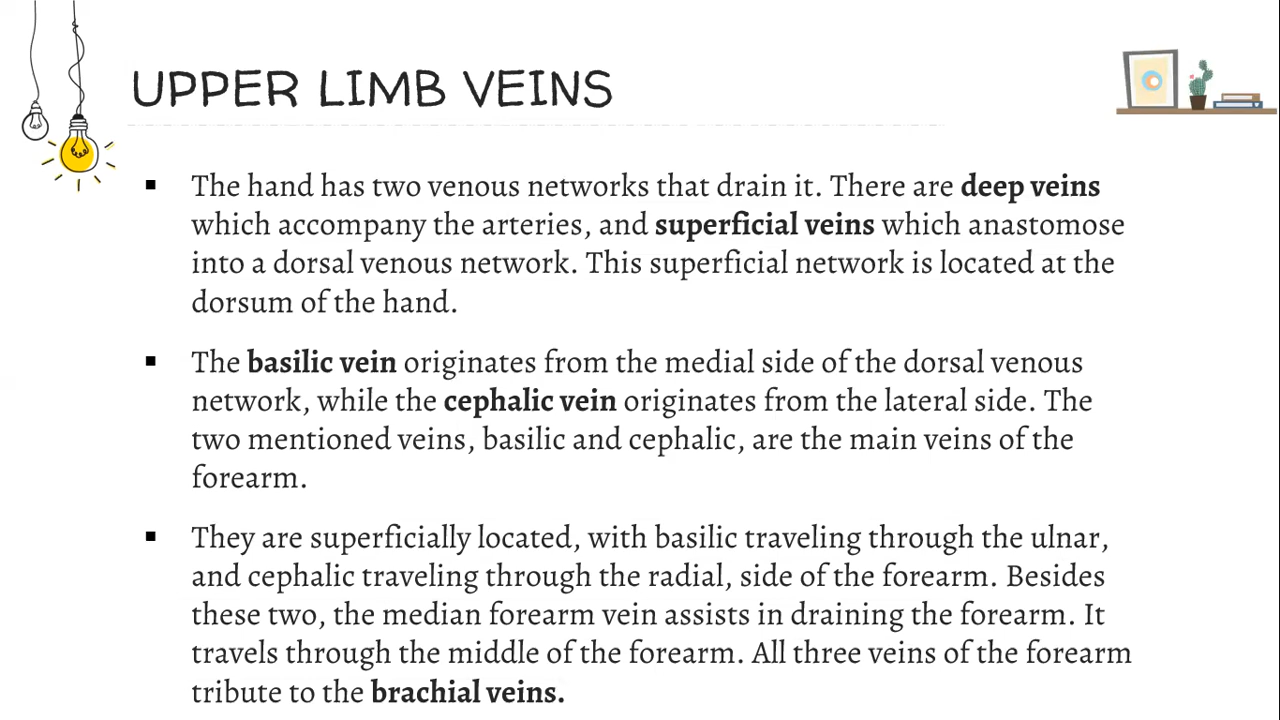 UPPER LIMB VEINS
▪ The hand has two venous networks that drain it. There are deep veins
which accompany the arteries, and superficial veins which anastomose
into a dorsal venous network. This superficial network is located at the
dorsum of the hand.
▪ The basilic vein originates from the medial side of the dorsal venous
network, while the cephalic vein originates from the lateral side. The
two mentioned veins, basilic and cephalic, are the main veins of the
forearm.
▪ They are superficially located, with basilic traveling through the ulnar,
and cephalic traveling through the radial, side of the forearm. Besides
these two, the median forearm vein assists in draining the forearm. It
travels through the middle of the forearm. All three veins of the forearm
tribute to the brachial veins.